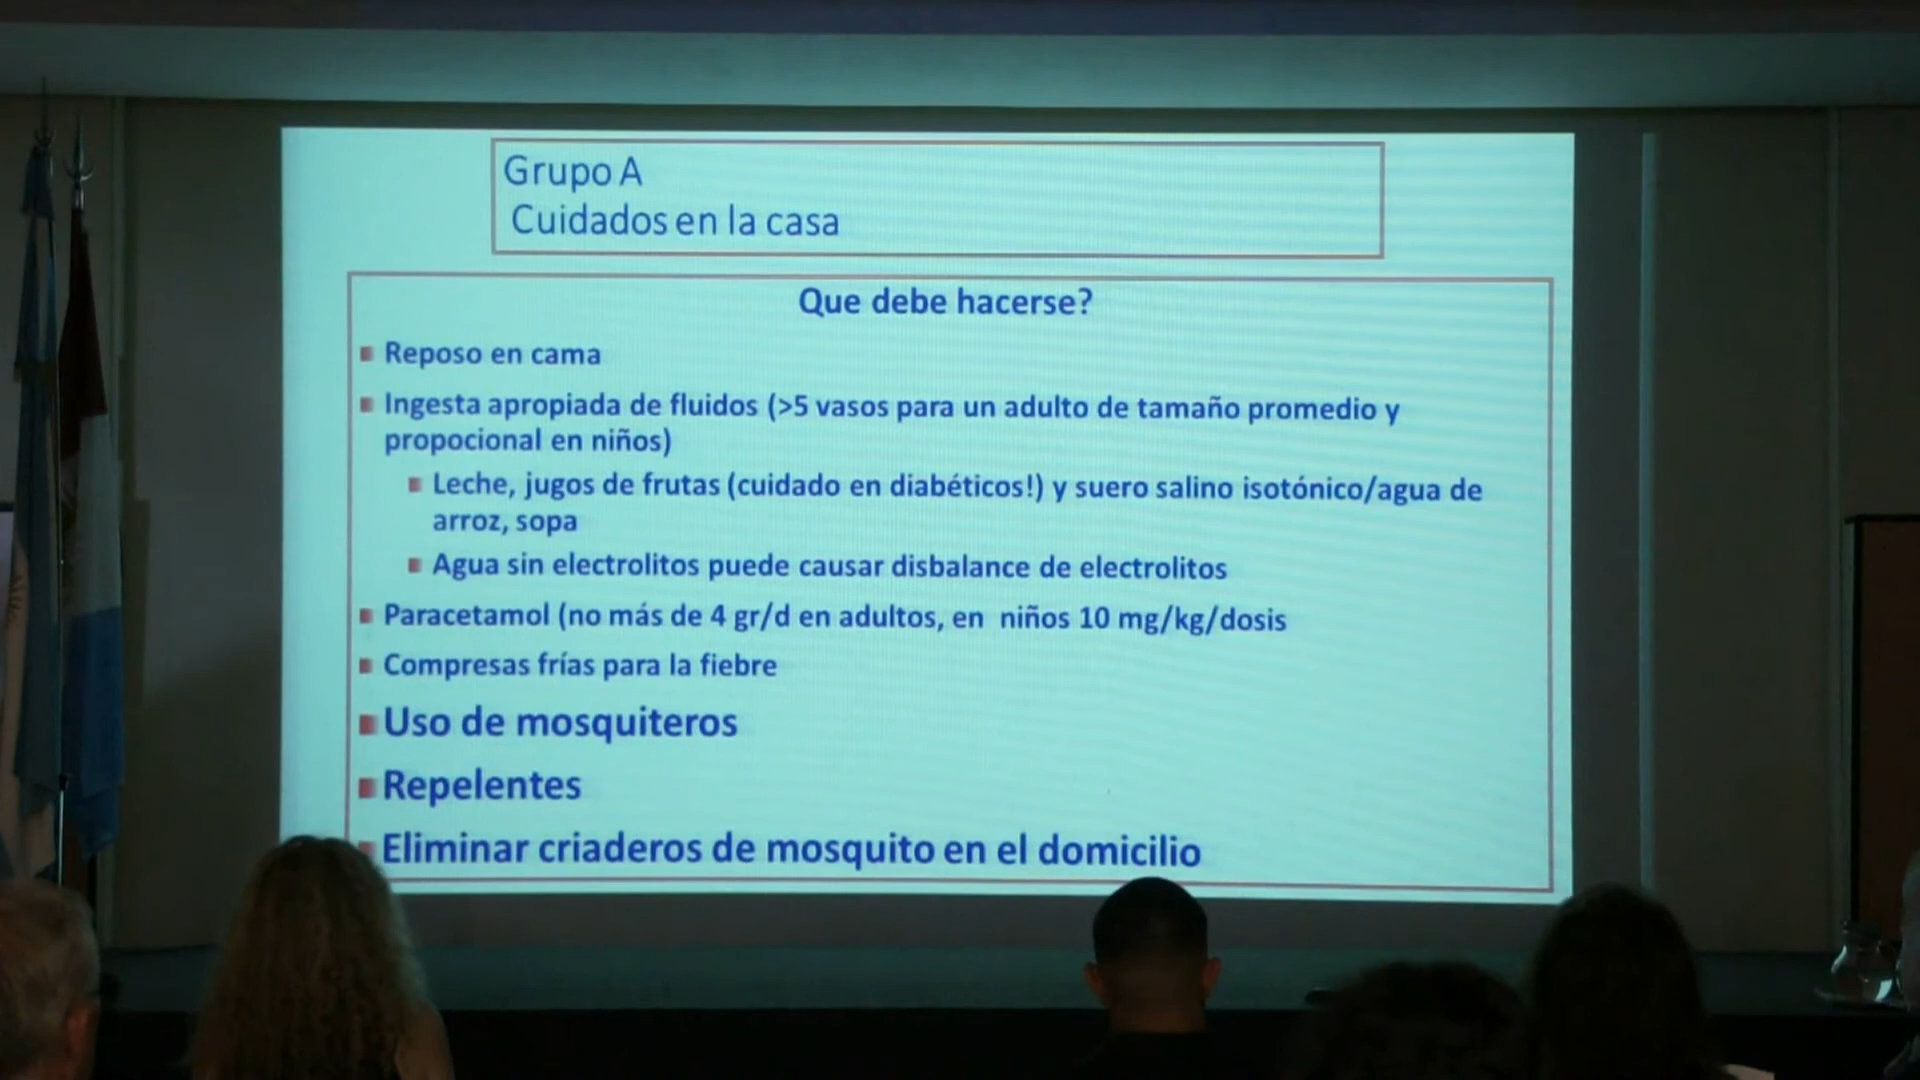 Grupo A
Cuidados en la casa
Que debe hacerse?
Reposo en cama
Ingesta apropiada de fluidos (>5 vasos para un adulto de tamaño promedio y
propocional en niños)
Leche, jugos de frutas (cuidado en diabéticos!) y suero salino isotónico/agua de
arroz, sopa
Agua sin electrolitos puede causar disbalance de electrolitos
Paracetamol (no más de 4 gr/d en adultos, en niños 10 mg/kg/dosis
Compresas frías para la fiebre
Uso de mosquiteros
Repelentes
Eliminar criaderos de mosquito en el domicilio